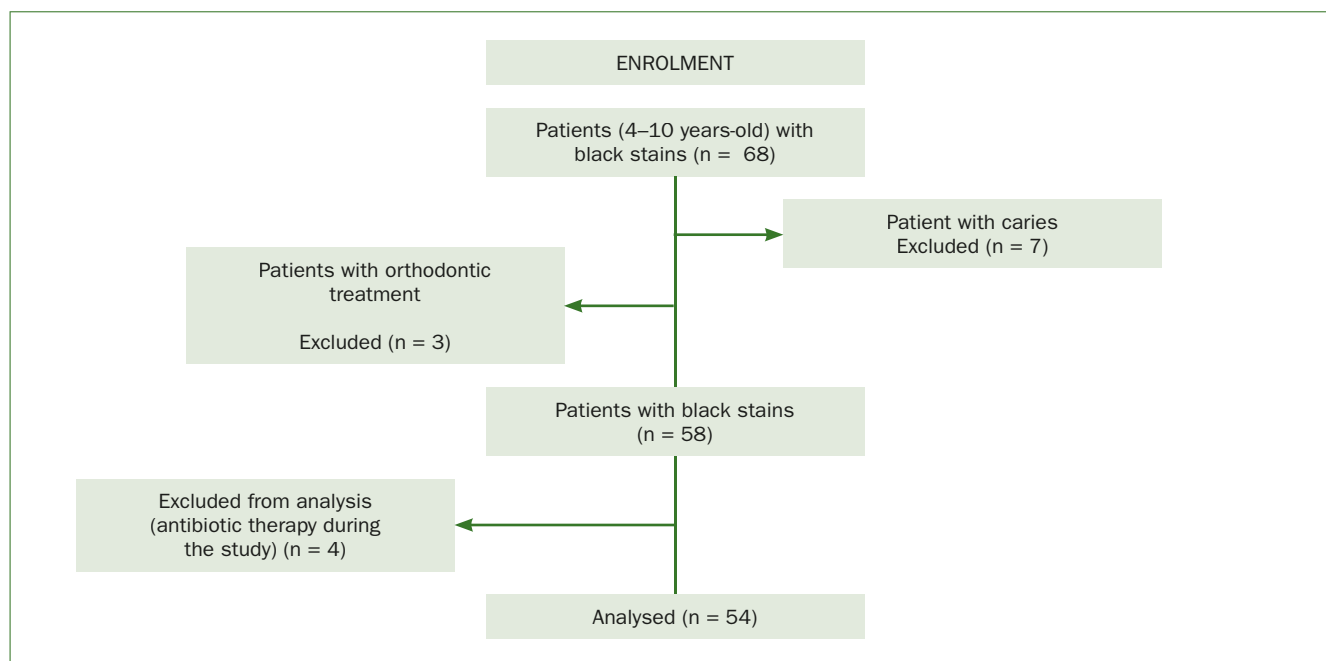 ENROLMENT
Patients (4–10 years-old) with
black stains (n =  68)
Patient with caries
Excluded (n = 7)
Patients with orthodontic
treatment
Excluded (n = 3)
Patients with black stains
(n = 58)
Excluded from analysis
(antibiotic therapy during
the study) (n = 4)
Analysed (n = 54)